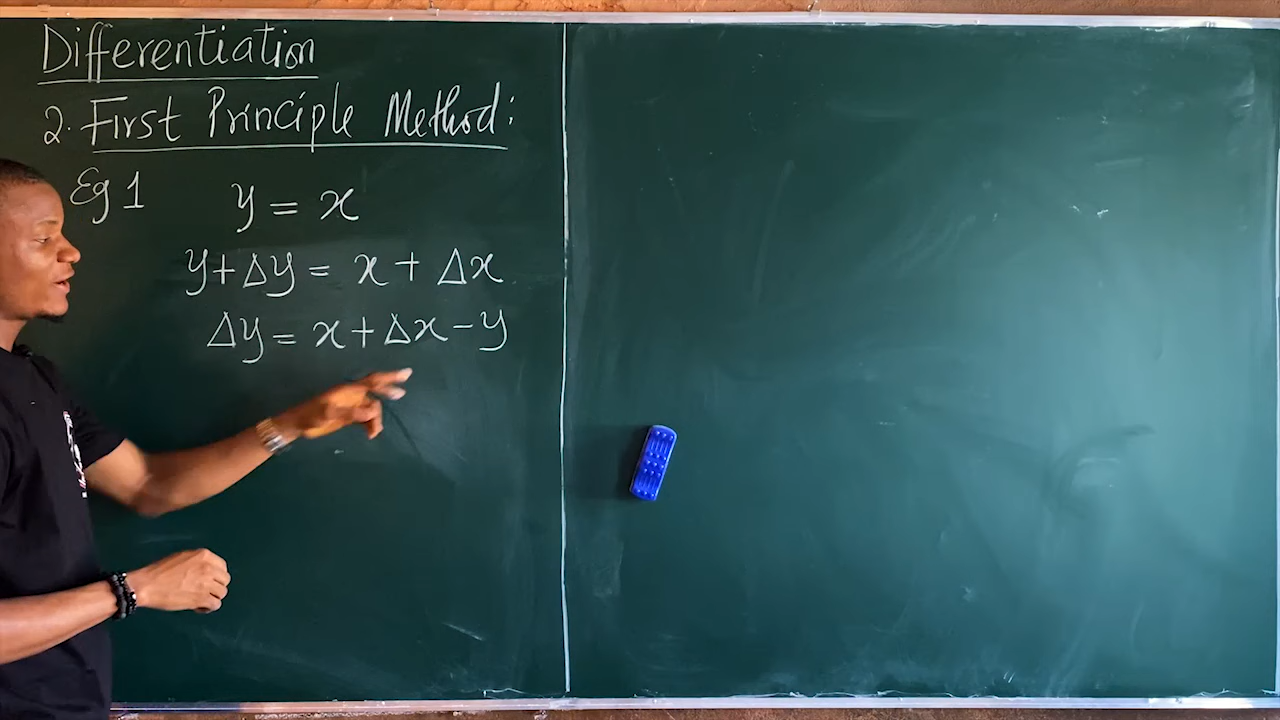 Differentiation
2. First Principle Method:
Eg 1 y = x
y + Δy = x + Δx
Δy = x + Δx - y